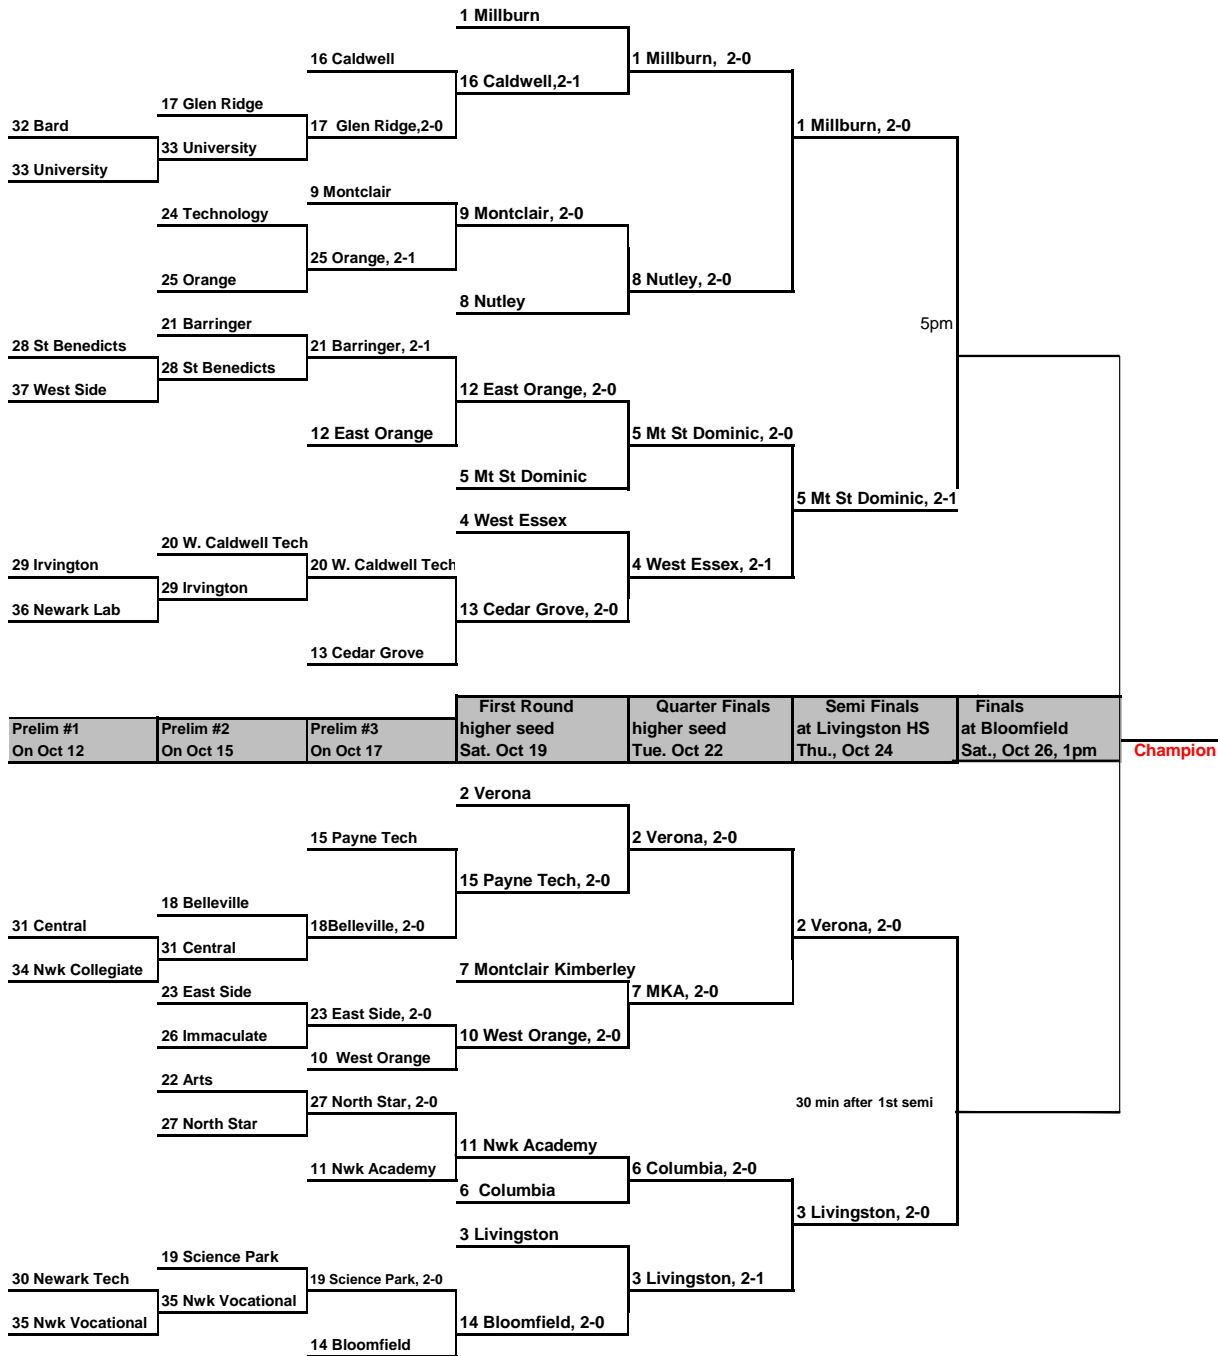 1 Millburn
16 Caldwell
1 Millburn,  2-0
16 Caldwell,2-1
17 Glen Ridge
32 Bard
17  Glen Ridge,2-0
1 Millburn, 2-0
33 University
33 University
9 Montclair
24 Technology
9 Montclair, 2-0
25 Orange, 2-1
25 Orange
8 Nutley, 2-0
8 Nutley
21 Barringer
5pm
28 St Benedicts
21 Barringer, 2-1
28 St Benedicts
37 West Side
12 East Orange, 2-0
12 East Orange
5 Mt St Dominic, 2-0
5 Mt St Dominic
5 Mt St Dominic, 2-1
4 West Essex
20 W. Caldwell Tech
29 Irvington
20 W. Caldwell Tech
4 West Essex, 2-1
29 Irvington
36 Newark Lab
13 Cedar Grove, 2-0
13 Cedar Grove
First Round
Quarter Finals
Semi Finals
Finals
Prelim #1
Prelim #2
Prelim #3
higher seed
higher seed
at Livingston HS
at Bloomfield
On Oct 12
On Oct 15
On Oct 17
Sat. Oct 19
Tue. Oct 22
Thu., Oct 24
Sat., Oct 26, 1pm
Champion
2 Verona
15 Payne Tech
2 Verona, 2-0
15 Payne Tech, 2-0
18 Belleville
31 Central
18Belleville, 2-0
2 Verona, 2-0
31 Central
34 Nwk Collegiate
7 Montclair Kimberley
23 East Side
7 MKA, 2-0
23 East Side, 2-0
26 Immaculate
10 West Orange, 2-0
10  West Orange
22 Arts
27 North Star, 2-0
30 min after 1st semi
27 North Star
11 Nwk Academy
11 Nwk Academy
6 Columbia, 2-0
6  Columbia
3 Livingston, 2-0
3 Livingston
19 Science Park
30 Newark Tech
19 Science Park, 2-0
3 Livingston, 2-1
35 Nwk Vocational
35 Nwk Vocational
14 Bloomfield, 2-0
14 Bloomfield